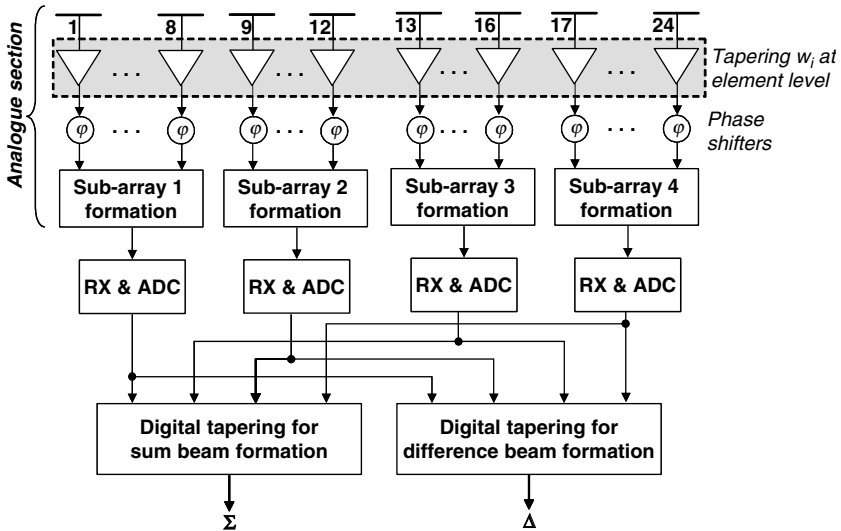 Analogue section
1 8 9 12 13 16 17 24
Tapering wi at
element level
... ... ... ...
φ ... φ φ ... φ φ ... φ φ ... φ
Phase
shifters
Sub-array 1
formation
Sub-array 2
formation
Sub-array 3
formation
Sub-array 4
formation
RX & ADC
RX & ADC
RX & ADC
RX & ADC
Digital tapering for
sum beam formation
Digital tapering for
difference beam formation
Σ
Δ